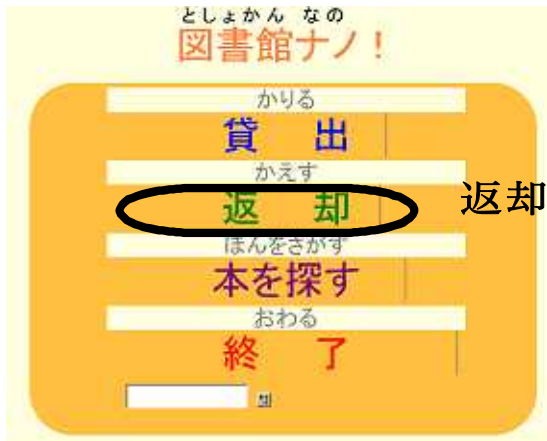 としょかん なの
図書館ナノ！
かりる
貸 出
かえす
返 却
返却
ほんをさがす
本を探す
おわる
終 了